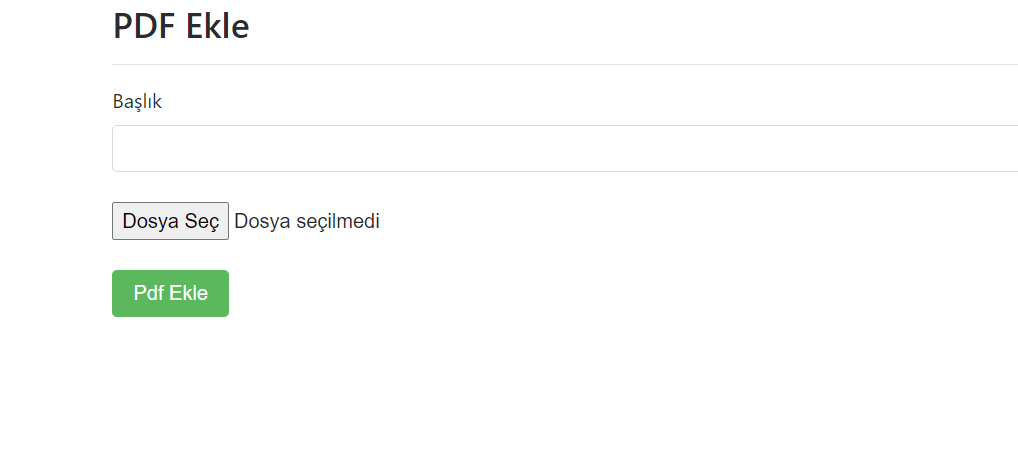 PDF Ekle
Başlık
Dosya Seç Dosya seçilmedi
Pdf Ekle